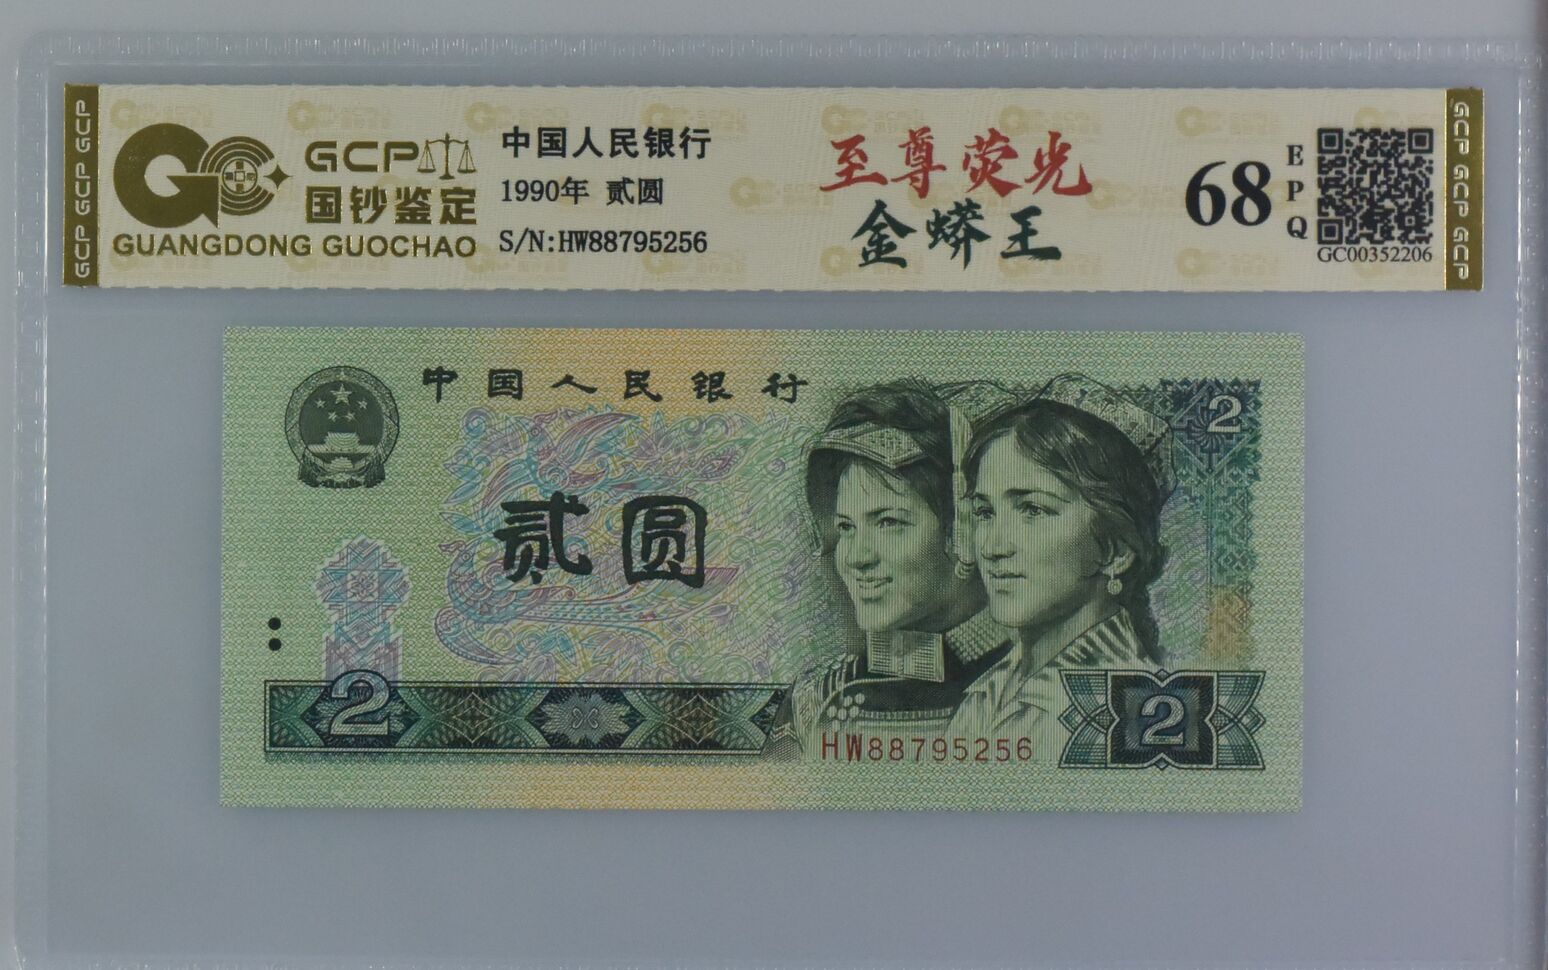 GCP GCP GCP
GCP
国钞鉴定
GUANGDONG GUOCHAO
中国人民银行
1990年 贰圆
S/N:HW88795256
至尊荧光
金蟒王
68
EPQ
GC00352206
GCP GCP GCP
中国人民银行
2
贰圆
2
HW88795256
2